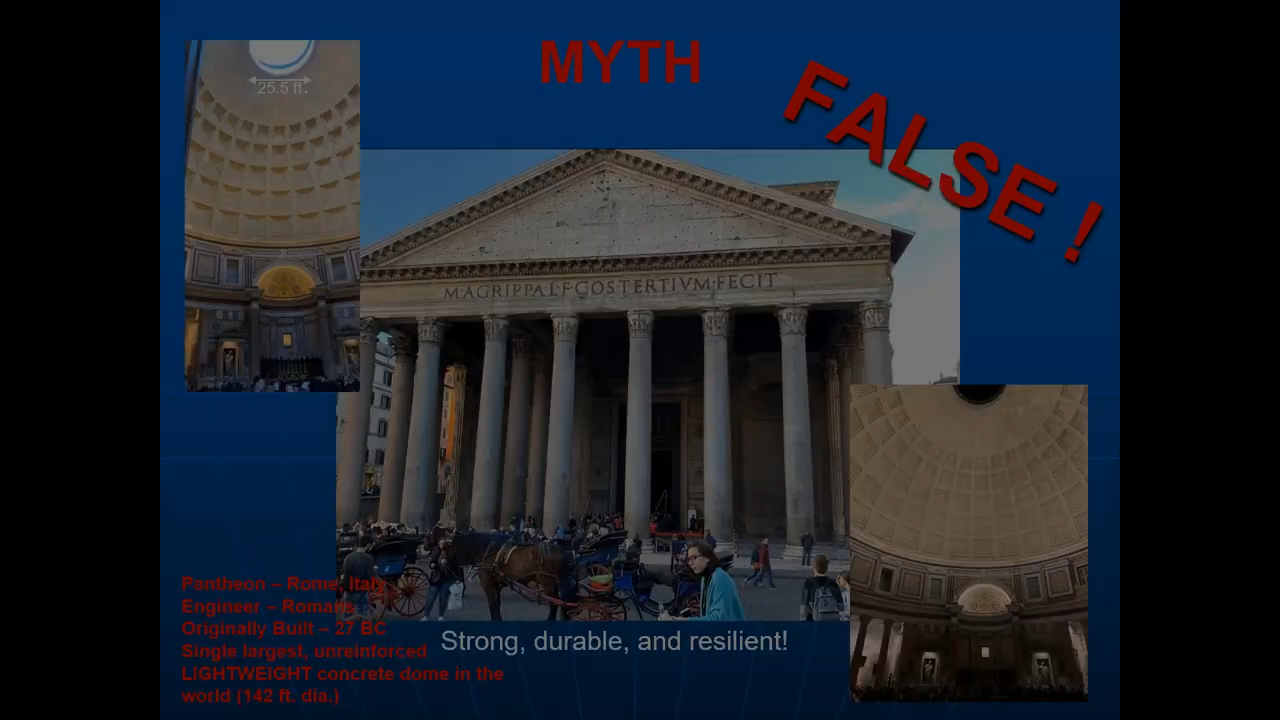 MYTH
FALSE !
25.5 ft.
M·AGRIPPA·L·F·COS·TERTIVM·FECIT
Pantheon – Rome, Italy
Engineer – Romans
Originally Built – 27 BC
Single largest, unreinforced
LIGHTWEIGHT concrete dome in the
world (142 ft. dia.)
Strong, durable, and resilient!